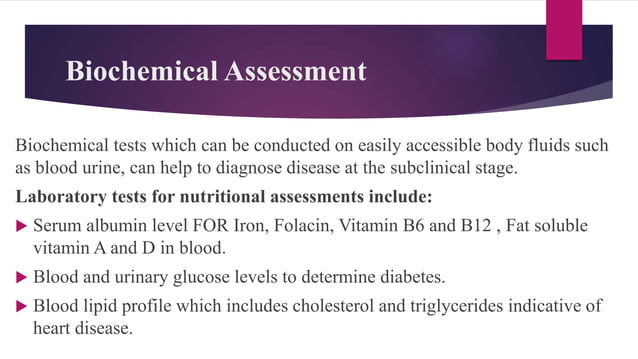 Biochemical Assessment
Biochemical tests which can be conducted on easily accessible body fluids such
as blood urine, can help to diagnose disease at the subclinical stage.
Laboratory tests for nutritional assessments include:
Serum albumin level FOR Iron, Folacin, Vitamin B6 and B12 , Fat soluble
vitamin A and D in blood.
Blood and urinary glucose levels to determine diabetes.
Blood lipid profile which includes cholesterol and triglycerides indicative of
heart disease.